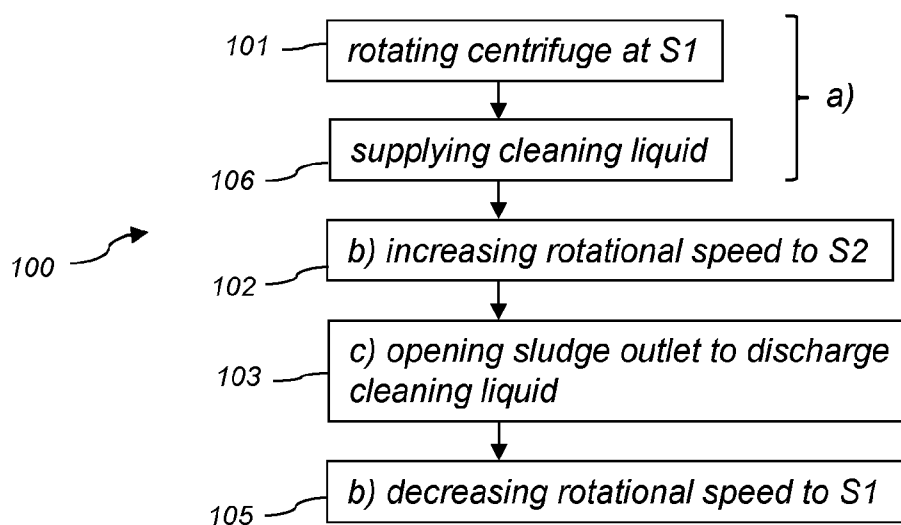 101
rotating centrifuge at S1
a)
supplying cleaning liquid
106
100
b) increasing rotational speed to S2
102
c) opening sludge outlet to discharge
cleaning liquid
103
b) decreasing rotational speed to S1
105